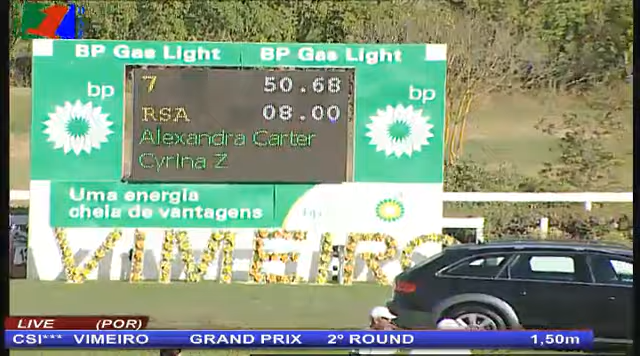 BP Gas Light BP Gas Light
bp
7 50.68
RSA 08.00
Alexandra Carter
Cyrina Z
bp
Uma energia
cheia de vantagens
bp
VIMEIRO
LIVE (POR)
CSI*** VIMEIRO GRAND PRIX 2º ROUND 1,50m